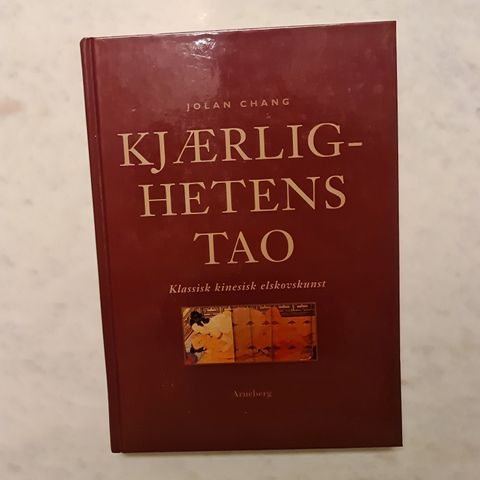 JOLAN CHANG
KJÆRLIG-
HETENS
TAO
Klassisk kinesisk elskovskunst
Arneberg